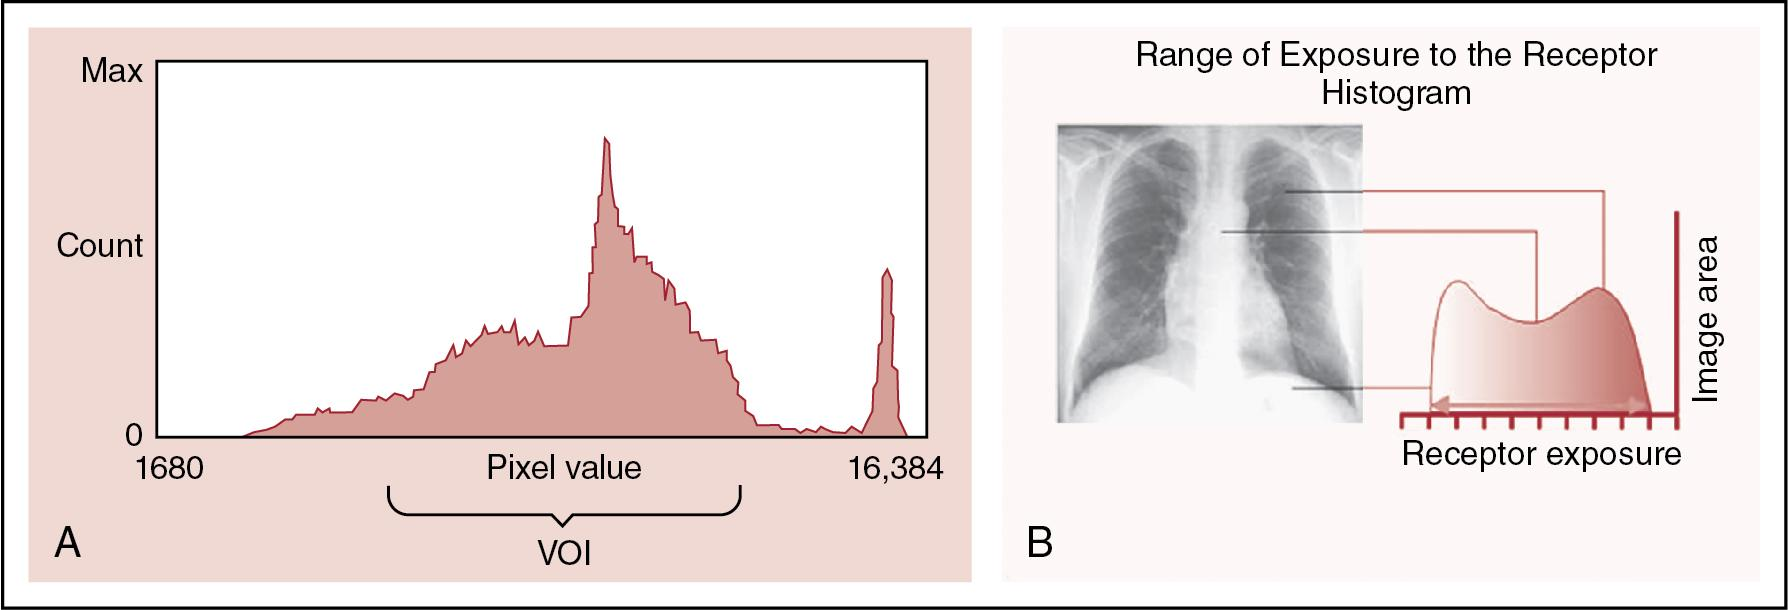 Max
Count
0
1680
Pixel value
16,384
VOI
A
Range of Exposure to the Receptor
Histogram
Image area
Receptor exposure
B